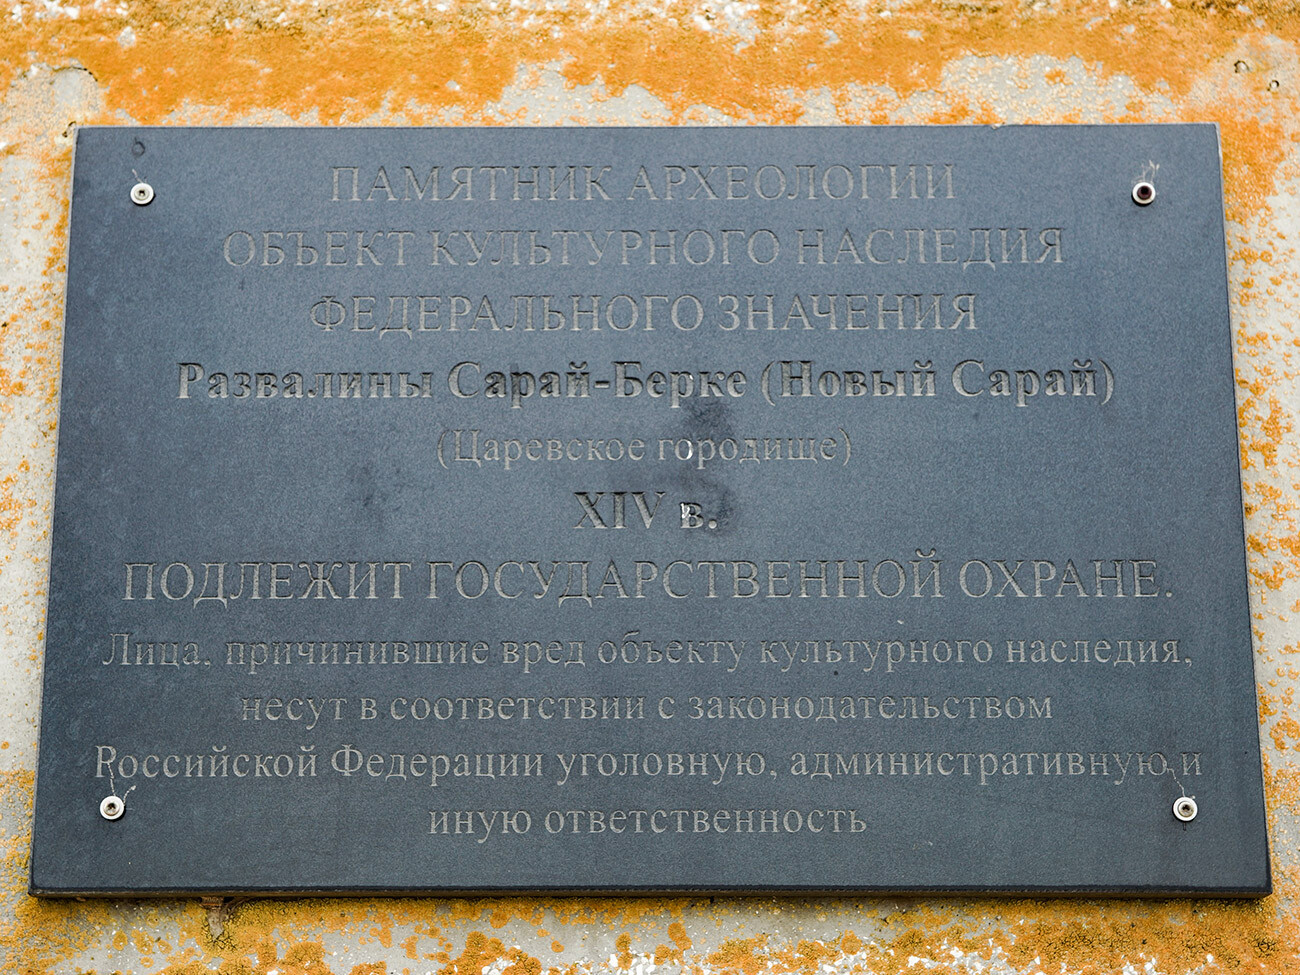 ПАМЯТНИК АРХЕОЛОГИИ
ОБЪЕКТ КУЛЬТУРНОГО НАСЛЕДИЯ
ФЕДЕРАЛЬНОГО ЗНАЧЕНИЯ
Развалины Сарай-Берке (Новый Сарай)
(Царевское городище)
XIV в.
ПОДЛЕЖИТ ГОСУДАРСТВЕННОЙ ОХРАНЕ.
Лица, причинившие вред объекту культурного наследия,
несут в соответствии с законодательством
Российской Федерации уголовную, административную и
иную ответственность